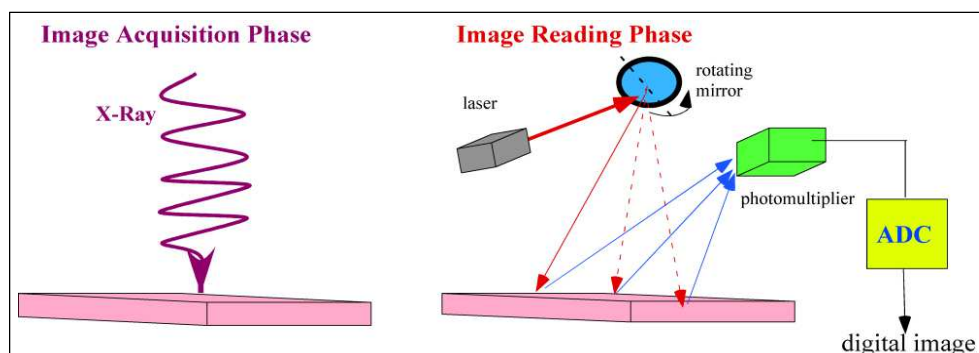 Image Acquisition Phase
X-Ray
Image Reading Phase
laser
rotating
mirror
photomultiplier
ADC
digital image